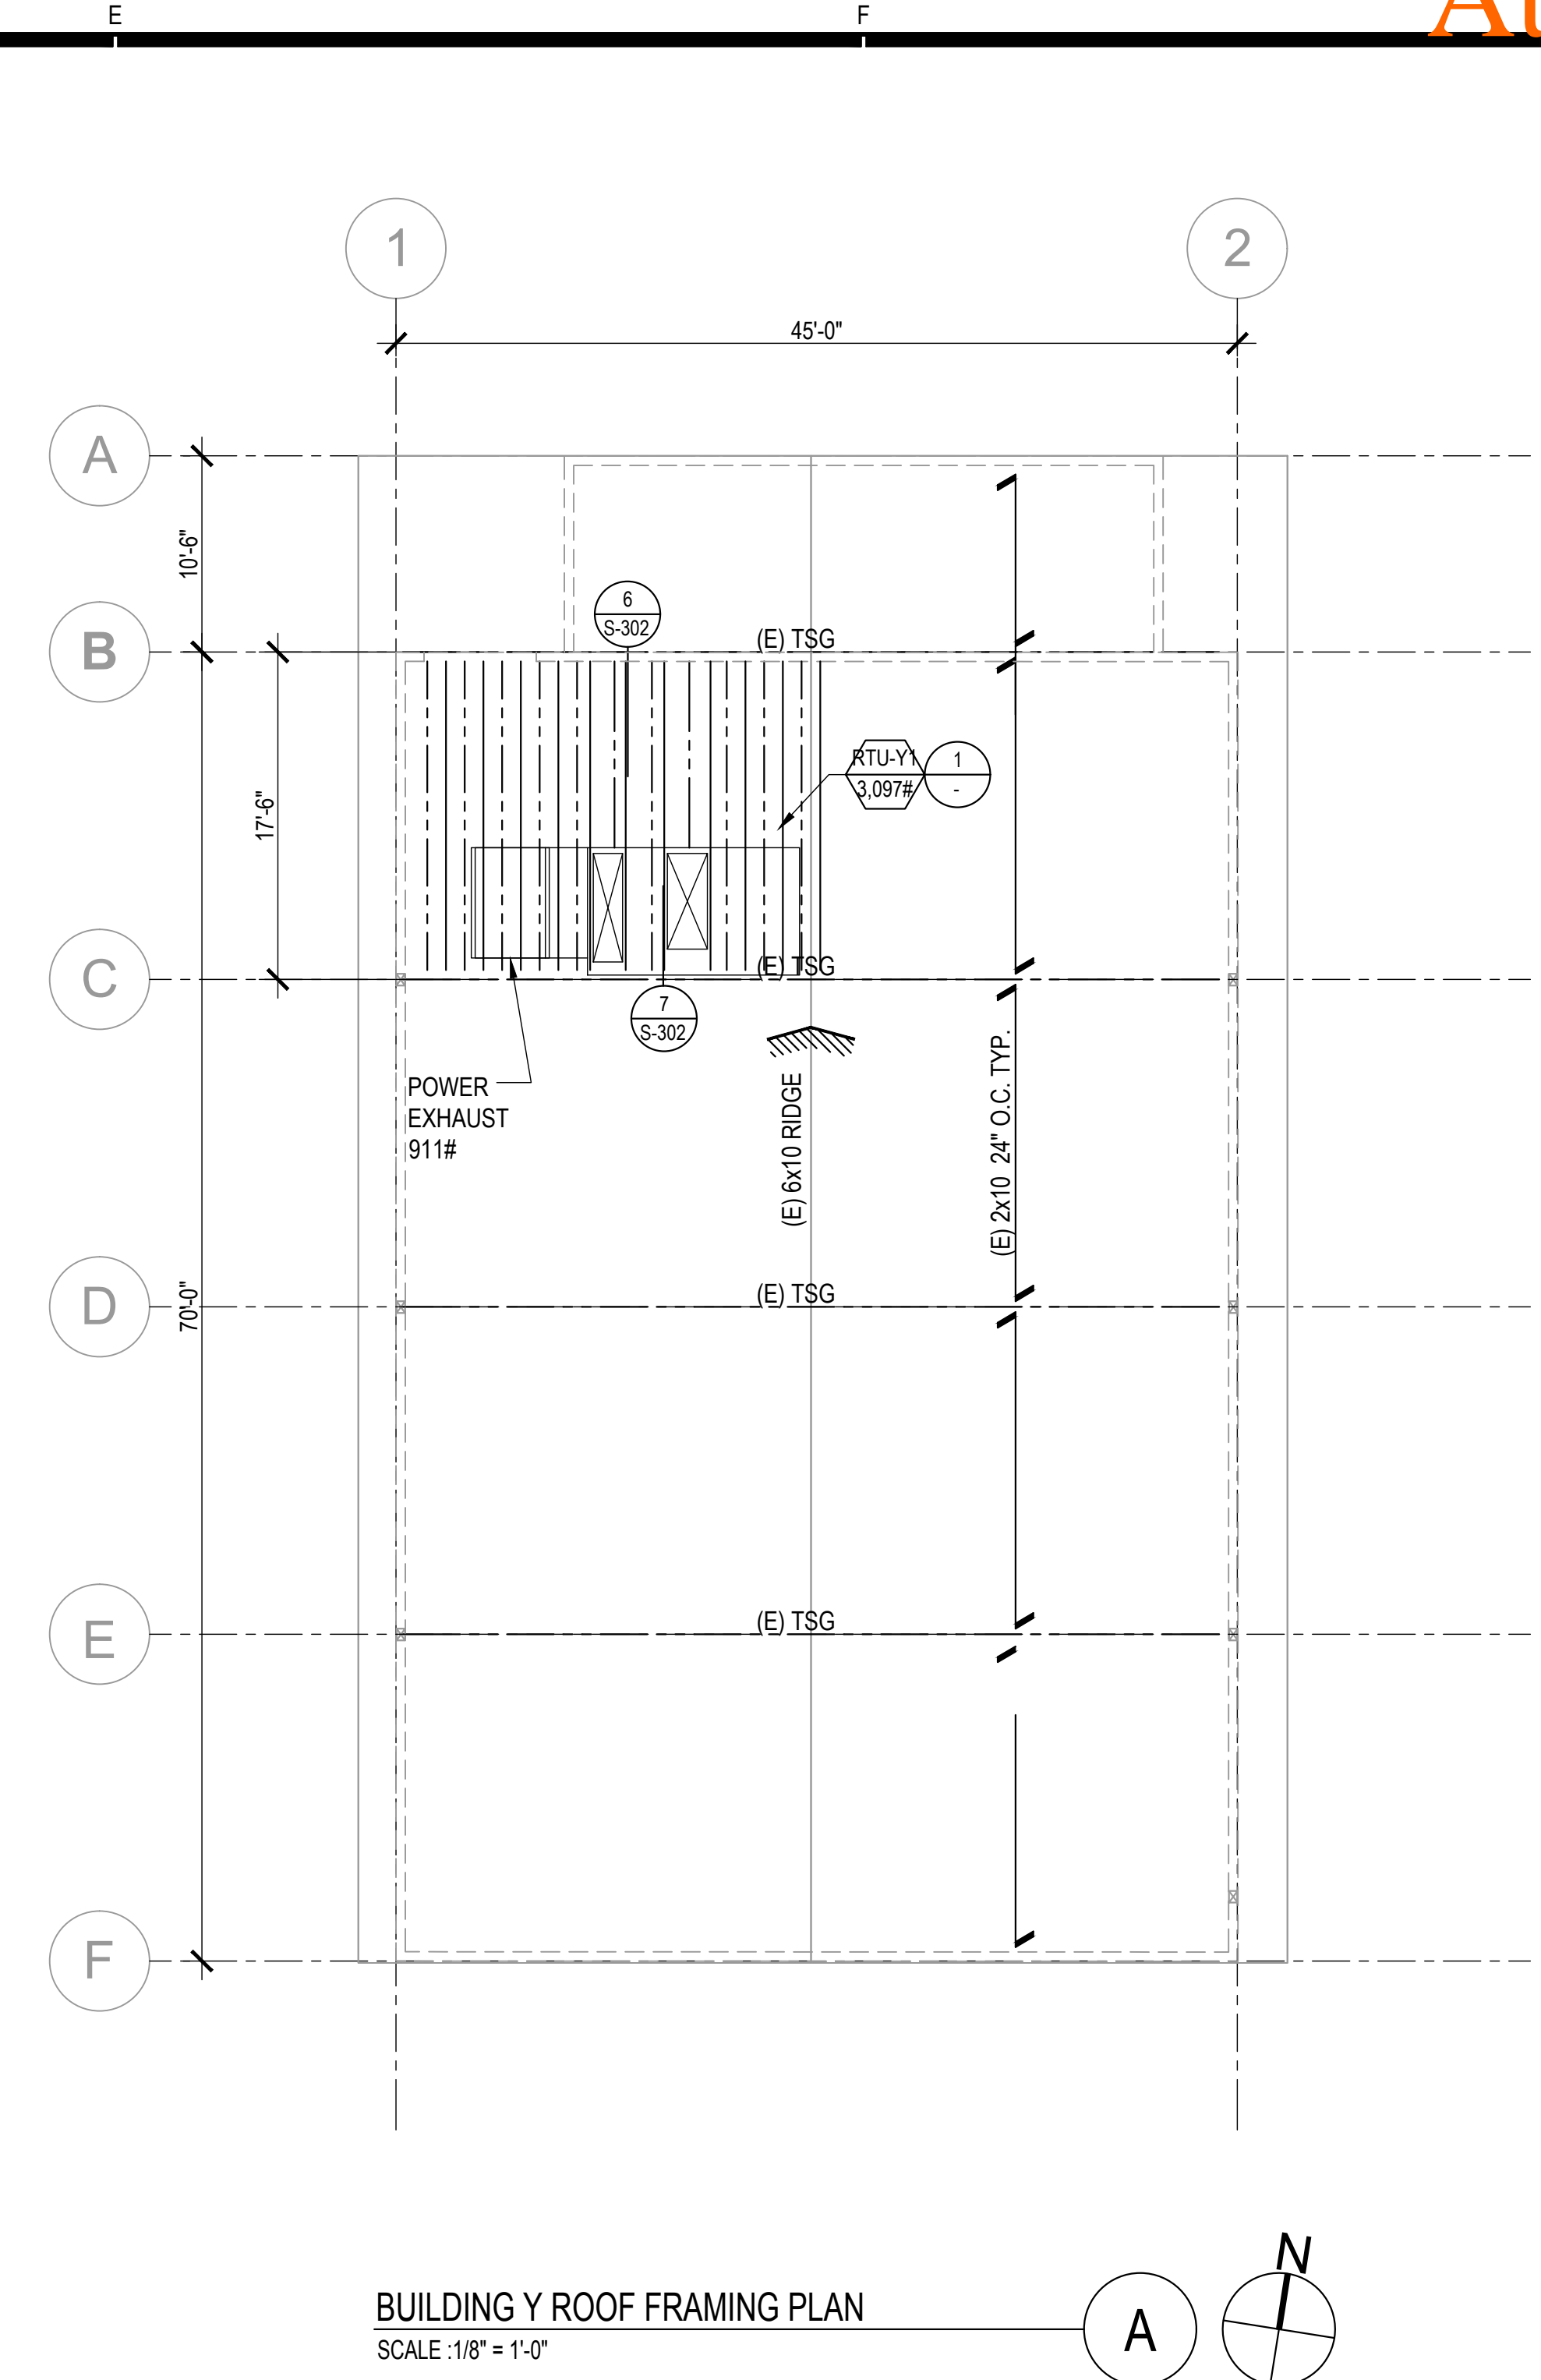 E
F
1
2
45'-0"
A
10'-6"
6
S-302
(E) TSG
B
RTU-Y1
3,097#
1
-
17'-6"
(E) TSG
C
7
S-302
POWER
EXHAUST
911#
(E) 6x10 RIDGE
(E) 2x10 24" O.C. TYP.
(E) TSG
D
70'-0"
(E) TSG
E
F
N
BUILDING Y ROOF FRAMING PLAN
SCALE :1/8" = 1'-0"
A